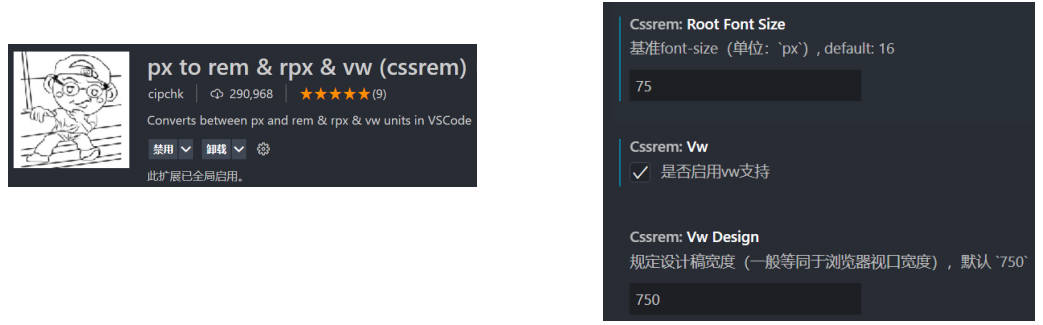 px to rem & rpx & vw (cssrem)
cipchk 290,968 ★★★★★(9)
Converts between px and rem & rpx & vw units in VSCode
禁用 卸载
此扩展已全局启用。
Cssrem: Root Font Size
基准font-size（单位：`px`）, default: 16
75
Cssrem: Vw
是否启用vw支持
Cssrem: Vw Design
规定设计稿宽度（一般等同于浏览器视口宽度）， 默认 `750`
750